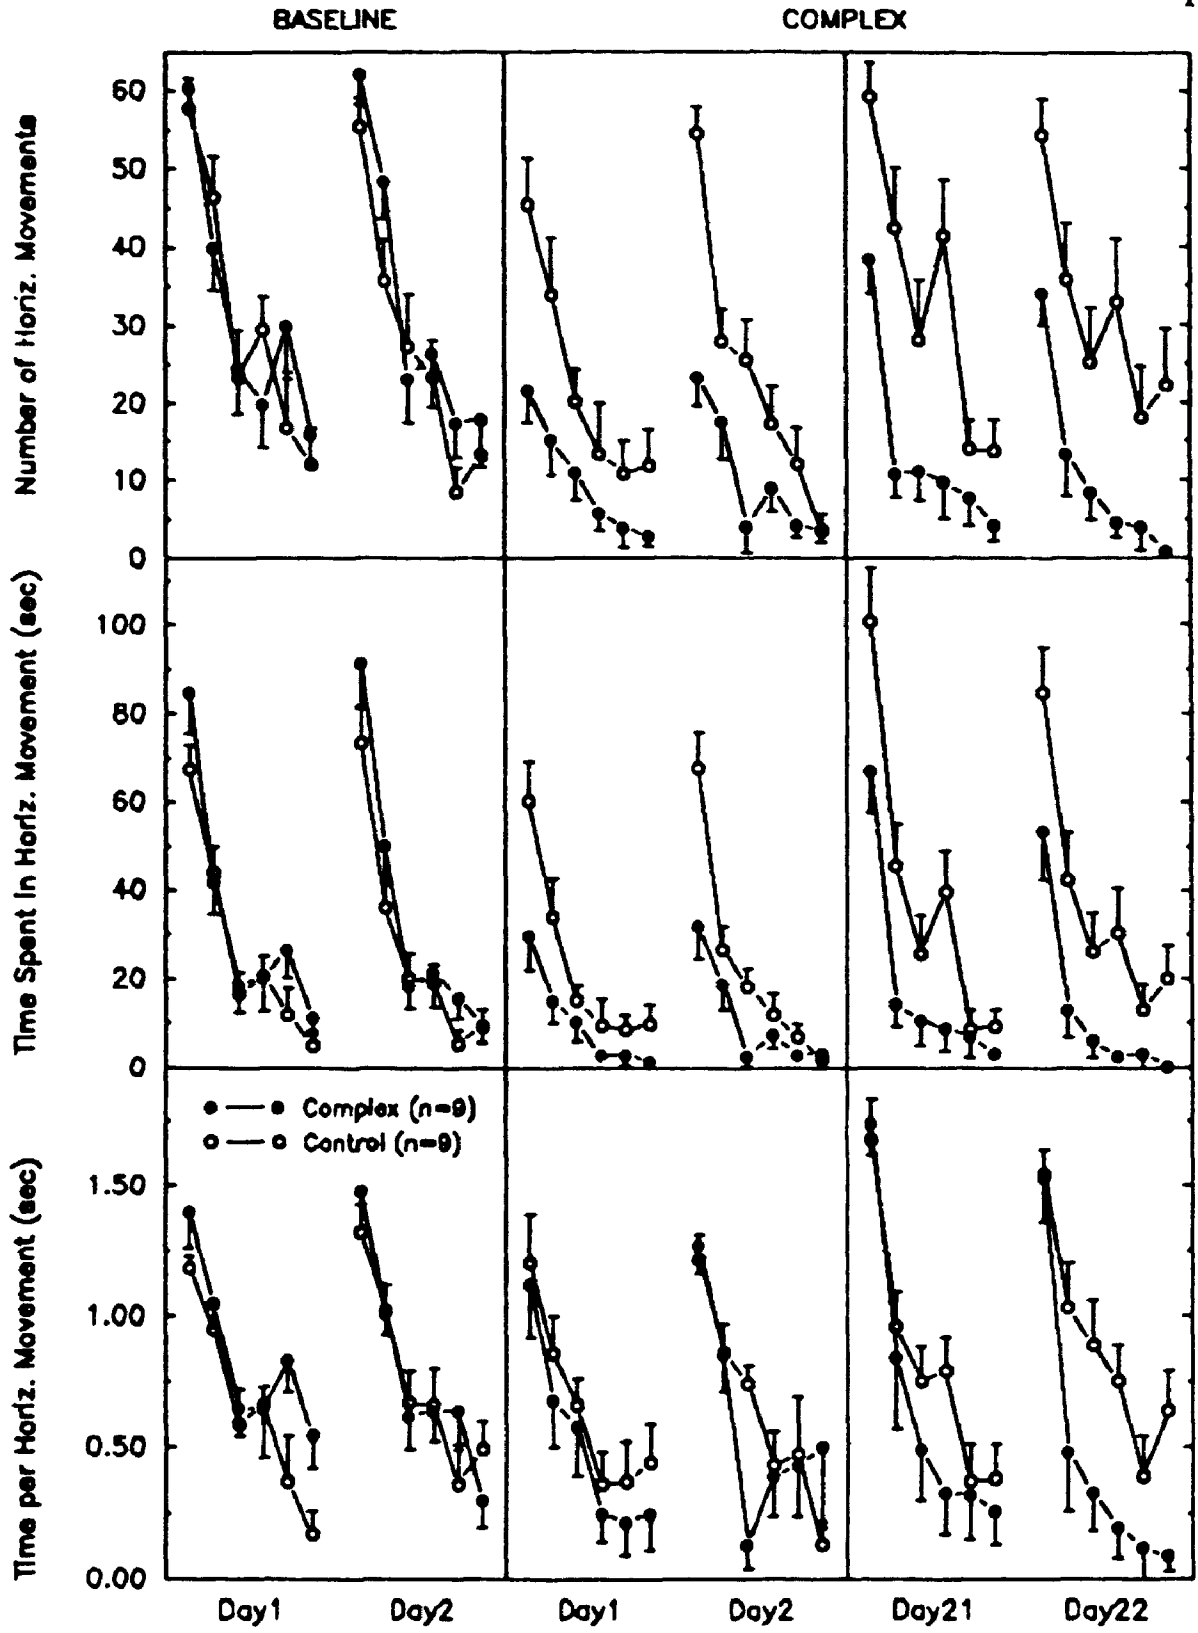 BASELINE COMPLEX
Number of Horiz. Movements
60
50
40
30
20
10
0
Time Spent in Horiz. Movement (sec)
100
80
60
40
20
0
Complex (n=9)
Control (n=9)
Time per Horiz. Movement (sec)
1.50
1.00
0.50
0.00
Day1 Day2 Day1 Day2 Day21 Day22